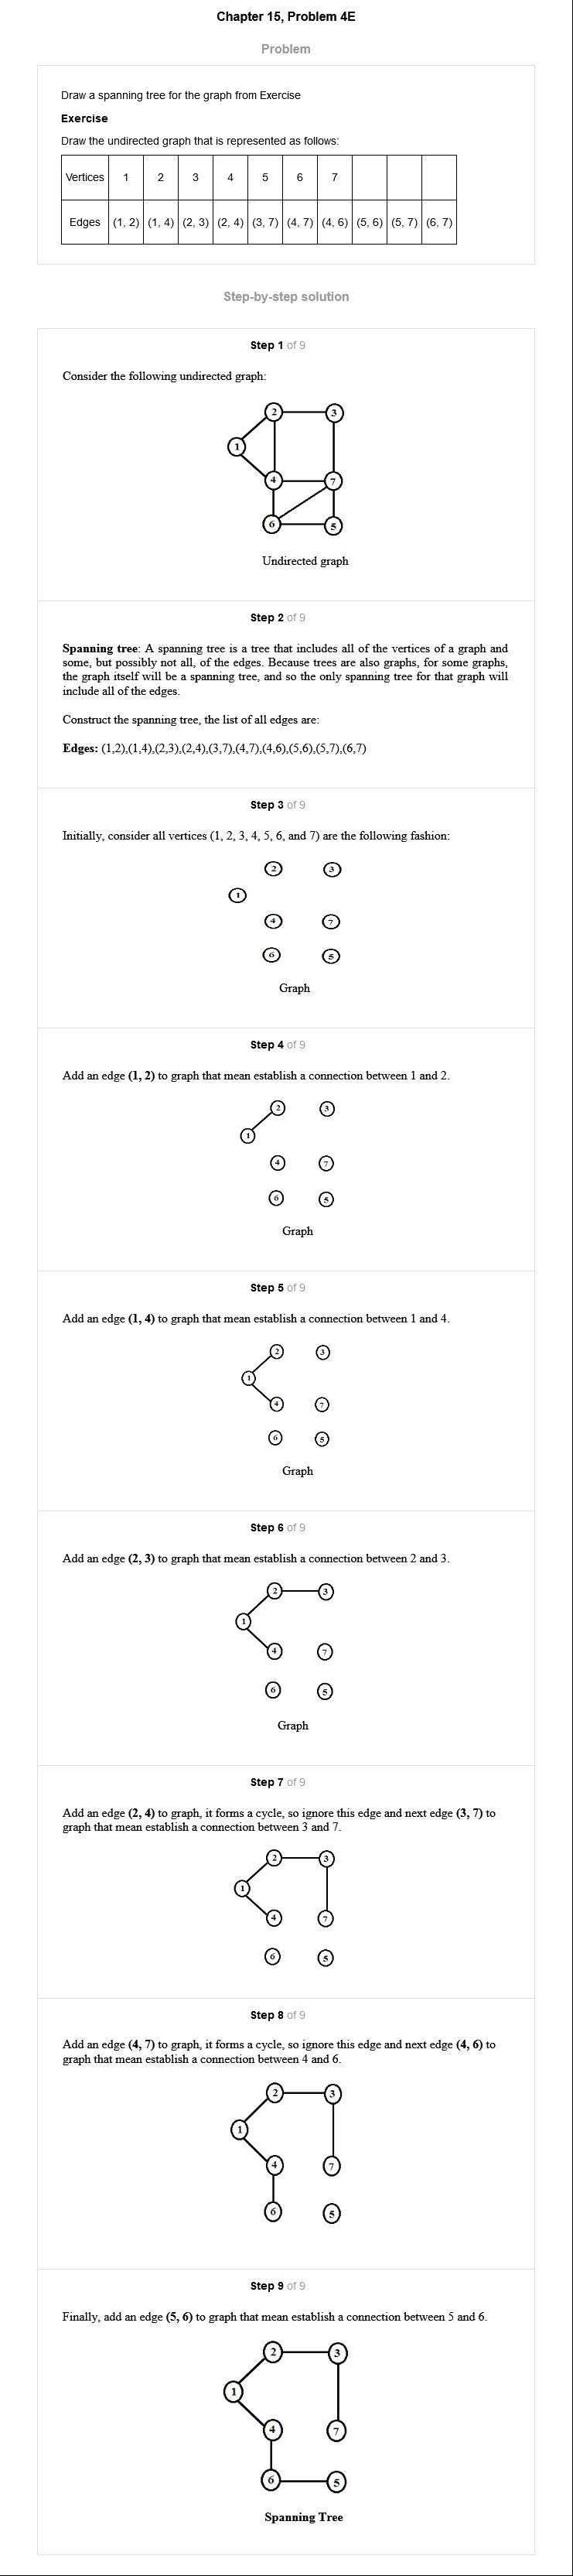 Chapter 15, Problem 4E
Problem
Draw a spanning tree for the graph from Exercise
Exercise
Draw the undirected graph that is represented as follows:
Vertices 1 2 3 4 5 6 7
Edges (1, 2) (1, 4) (2, 3) (2, 4) (3, 7) (4, 7) (4, 6) (5, 6) (5, 7) (6, 7)
Step-by-step solution
Step 1 of 9
Consider the following undirected graph:
2 3
1
4 7
6 5
Undirected graph
Step 2 of 9
Spanning tree: A spanning tree is a tree that includes all of the vertices of a graph and
some, but possibly not all, of the edges. Because trees are also graphs, for some graphs,
the graph itself will be a spanning tree, and so the only spanning tree for that graph will
include all of the edges.
Construct the spanning tree, the list of all edges are:
Edges: (1,2),(1,4),(2,3),(2,4),(3,7),(4,7),(4,6),(5,6),(5,7),(6,7)
Step 3 of 9
Initially, consider all vertices (1, 2, 3, 4, 5, 6, and 7) are the following fashion:
2 3
1
4 7
6 5
Graph
Step 4 of 9
Add an edge (1, 2) to graph that mean establish a connection between 1 and 2.
2 3
1
4 7
6 5
Graph
Step 5 of 9
Add an edge (1, 4) to graph that mean establish a connection between 1 and 4.
2 3
1
4 7
6 5
Graph
Step 6 of 9
Add an edge (2, 3) to graph that mean establish a connection between 2 and 3.
2 3
1
4 7
6 5
Graph
Step 7 of 9
Add an edge (2, 4) to graph, it forms a cycle, so ignore this edge and next edge (3, 7) to
graph that mean establish a connection between 3 and 7.
2 3
1
4 7
6 5
Step 8 of 9
Add an edge (4, 7) to graph, it forms a cycle, so ignore this edge and next edge (4, 6) to
graph that mean establish a connection between 4 and 6.
2 3
1
4 7
6 5
Step 9 of 9
Finally, add an edge (5, 6) to graph that mean establish a connection between 5 and 6.
2 3
1
4 7
6 5
Spanning Tree